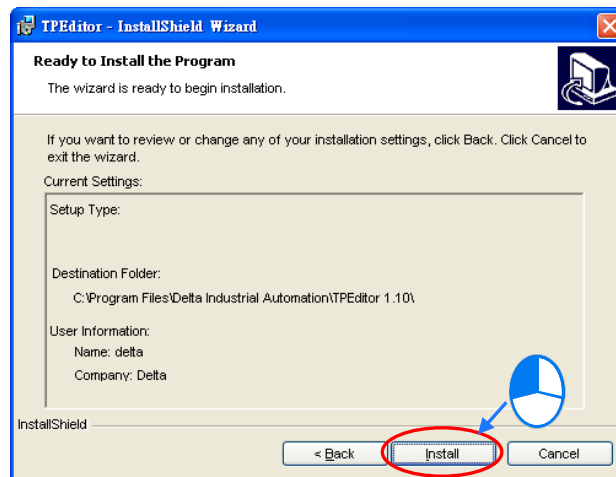 TPEditor - InstallShield Wizard
Ready to Install the Program
The wizard is ready to begin installation.
If you want to review or change any of your installation settings, click Back. Click Cancel to
exit the wizard.
Current Settings:
Setup Type:
Destination Folder:
C:\Program Files\Delta Industrial Automation\TPEditor 1.10\
User Information:
Name: delta
Company: Delta
InstallShield
< Back
Install
Cancel